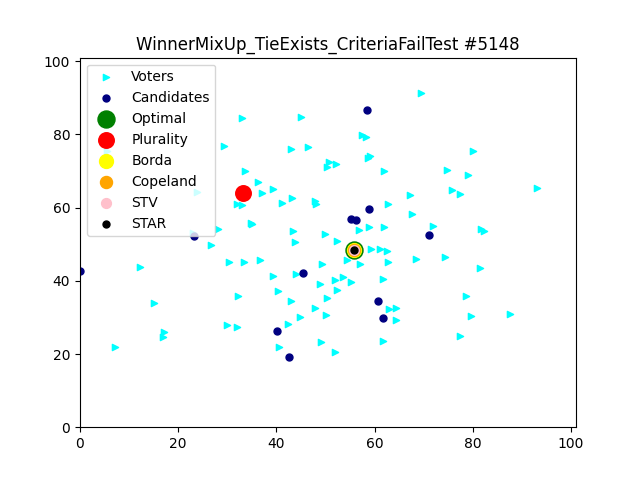 WinnerMixUp_TieExists_CriteriaFailTest #5148
100
80
60
40
20
0
Voters
Candidates
Optimal
Plurality
Borda
Copeland
STV
STAR
0
20
40
60
80
100